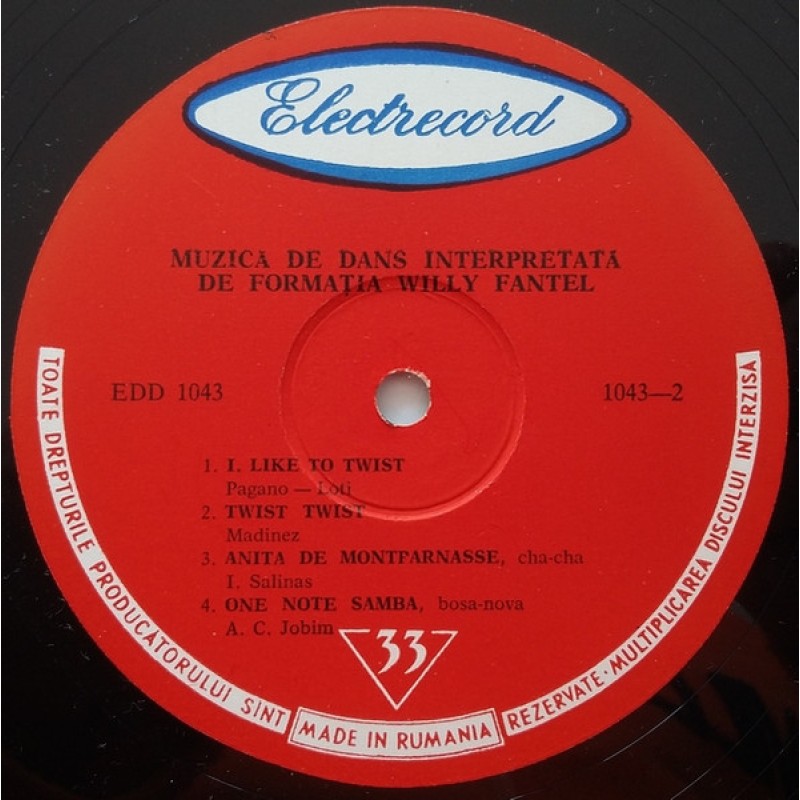 Electrecord
MUZICĂ DE DANS INTERPRETATĂ
DE FORMAȚIA WILLY FANTEL
EDD 1043
1043—2
1. I. LIKE TO TWIST
Pagano — Loti
2. TWIST TWIST
Madinez
3. ANITA DE MONTPARNASSE, cha-cha
I. Salinas
4. ONE NOTE SAMBA, bosa-nova
A. C. Jobim
33
TOATE DREPTURILE PRODUCĂTORULUI SÎNT REZERVATE·MULTIPLICAREA DISCULUI INTERZISĂ
MADE IN RUMANIA